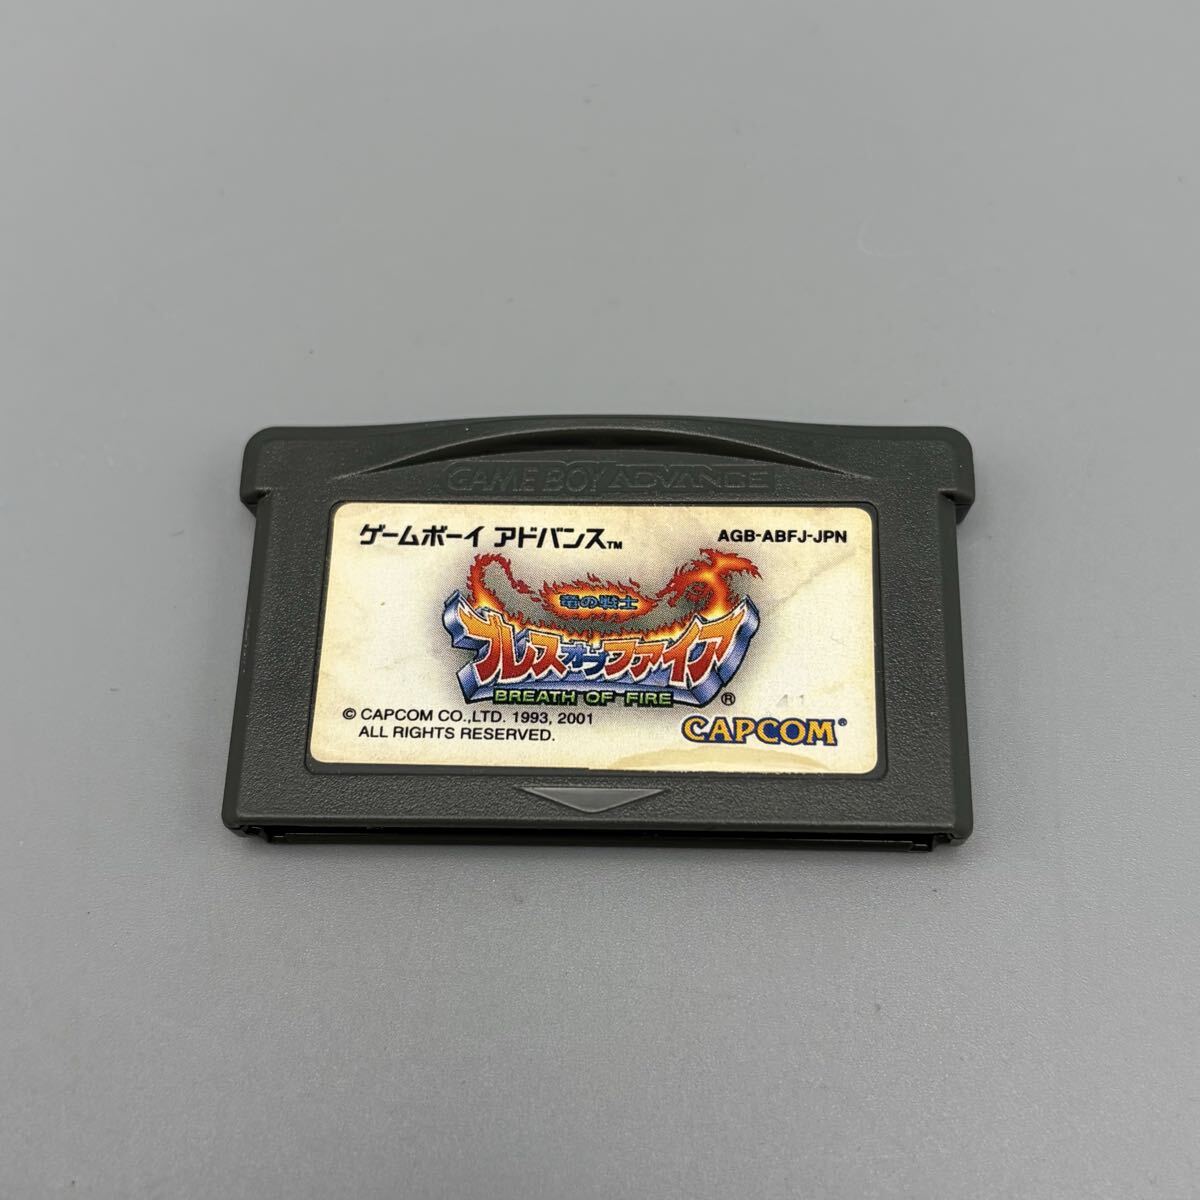 GAME BOY ADVANCE
ゲームボーイ アドバンス™
AGB-ABFJ-JPN
竜の戦士
ブレス オブ ファイア
BREATH OF FIRE ®
© CAPCOM CO.,LTD. 1993, 2001
ALL RIGHTS RESERVED.
41
CAPCOM®